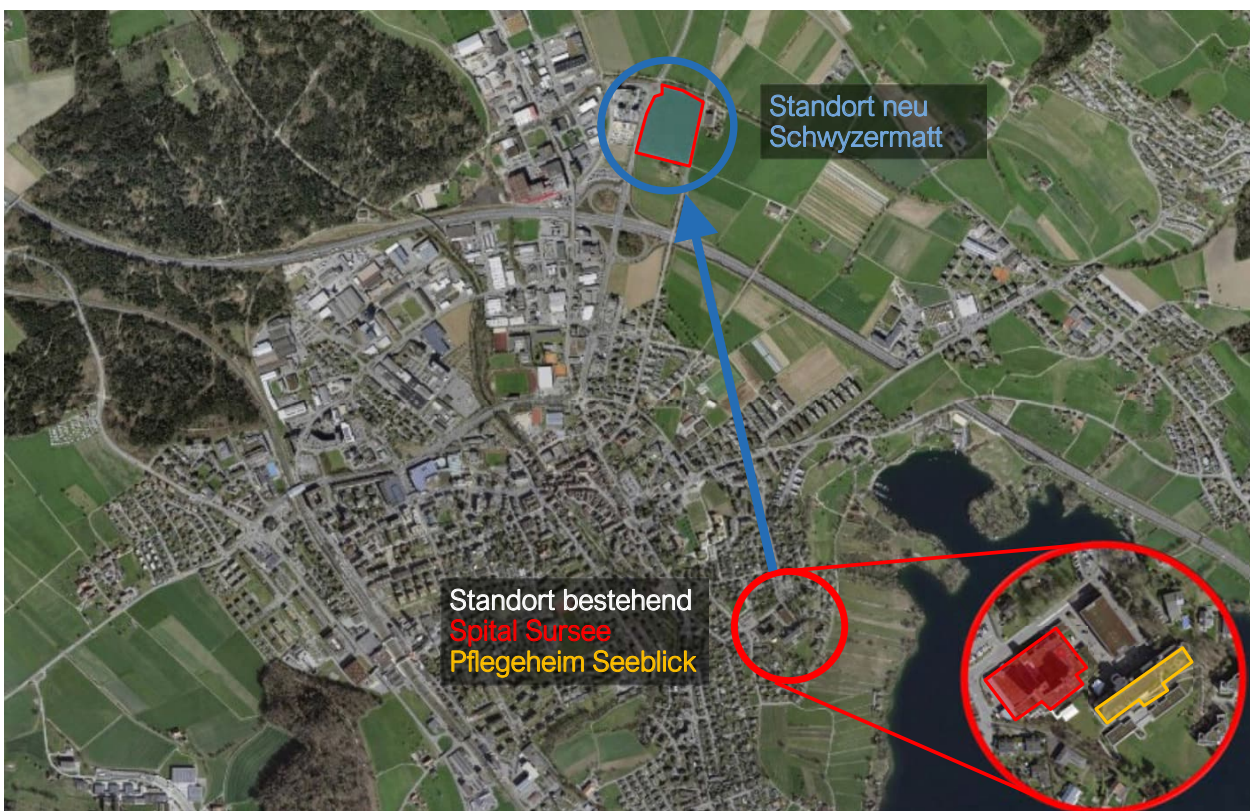 Standort neu
Schwyzermatt
Standort bestehend
Spital Sursee
Pflegeheim Seeblick